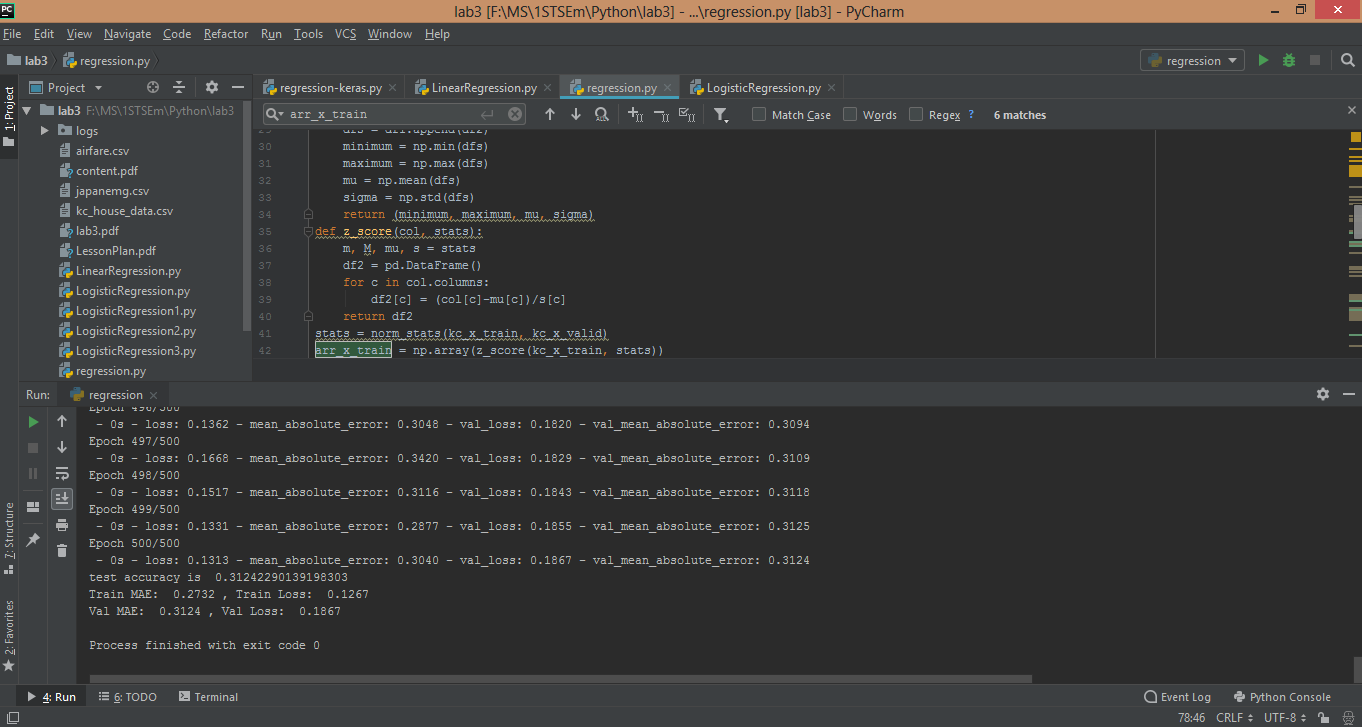 PC
lab3 [F:\MS\1STSEm\Python\lab3] - ...\regression.py [lab3] - PyCharm
File Edit View Navigate Code Refactor Run Tools VCS Window Help
lab3 regression.py
regression
1: Project
Project
regression-keras.py LinearRegression.py regression.py LogisticRegression.py
lab3 F:\MS\1STSEm\Python\lab3
logs
airfare.csv
content.pdf
japanemg.csv
kc_house_data.csv
lab3.pdf
LessonPlan.pdf
LinearRegression.py
LogisticRegression.py
LogisticRegression1.py
LogisticRegression2.py
LogisticRegression3.py
regression.py
arr_x_train Match Case Words Regex ? 6 matches
29 dfs = df1.append(df2)
30 minimum = np.min(dfs)
31 maximum = np.max(dfs)
32 mu = np.mean(dfs)
33 sigma = np.std(dfs)
34 return (minimum, maximum, mu, sigma)
35 def z_score(col, stats):
36 m, M, mu, s = stats
37 df2 = pd.DataFrame()
38 for c in col.columns:
39 df2[c] = (col[c]-mu[c])/s[c]
40 return df2
41 stats = norm_stats(kc_x_train, kc_x_valid)
42 arr_x_train = np.array(z_score(kc_x_train, stats))
Run: regression
Epoch 496/500
- 0s - loss: 0.1362 - mean_absolute_error: 0.3048 - val_loss: 0.1820 - val_mean_absolute_error: 0.3094
Epoch 497/500
- 0s - loss: 0.1668 - mean_absolute_error: 0.3420 - val_loss: 0.1829 - val_mean_absolute_error: 0.3109
Epoch 498/500
- 0s - loss: 0.1517 - mean_absolute_error: 0.3116 - val_loss: 0.1843 - val_mean_absolute_error: 0.3118
Epoch 499/500
- 0s - loss: 0.1331 - mean_absolute_error: 0.2877 - val_loss: 0.1855 - val_mean_absolute_error: 0.3125
Epoch 500/500
- 0s - loss: 0.1313 - mean_absolute_error: 0.3040 - val_loss: 0.1867 - val_mean_absolute_error: 0.3124
test accuracy is  0.31242290139198303
Train MAE:  0.2732 , Train Loss:  0.1267
Val MAE:  0.3124 , Val Loss:  0.1867
Process finished with exit code 0
7: Structure
2: Favorites
4: Run 6: TODO Terminal Event Log Python Console
78:46 CRLF UTF-8